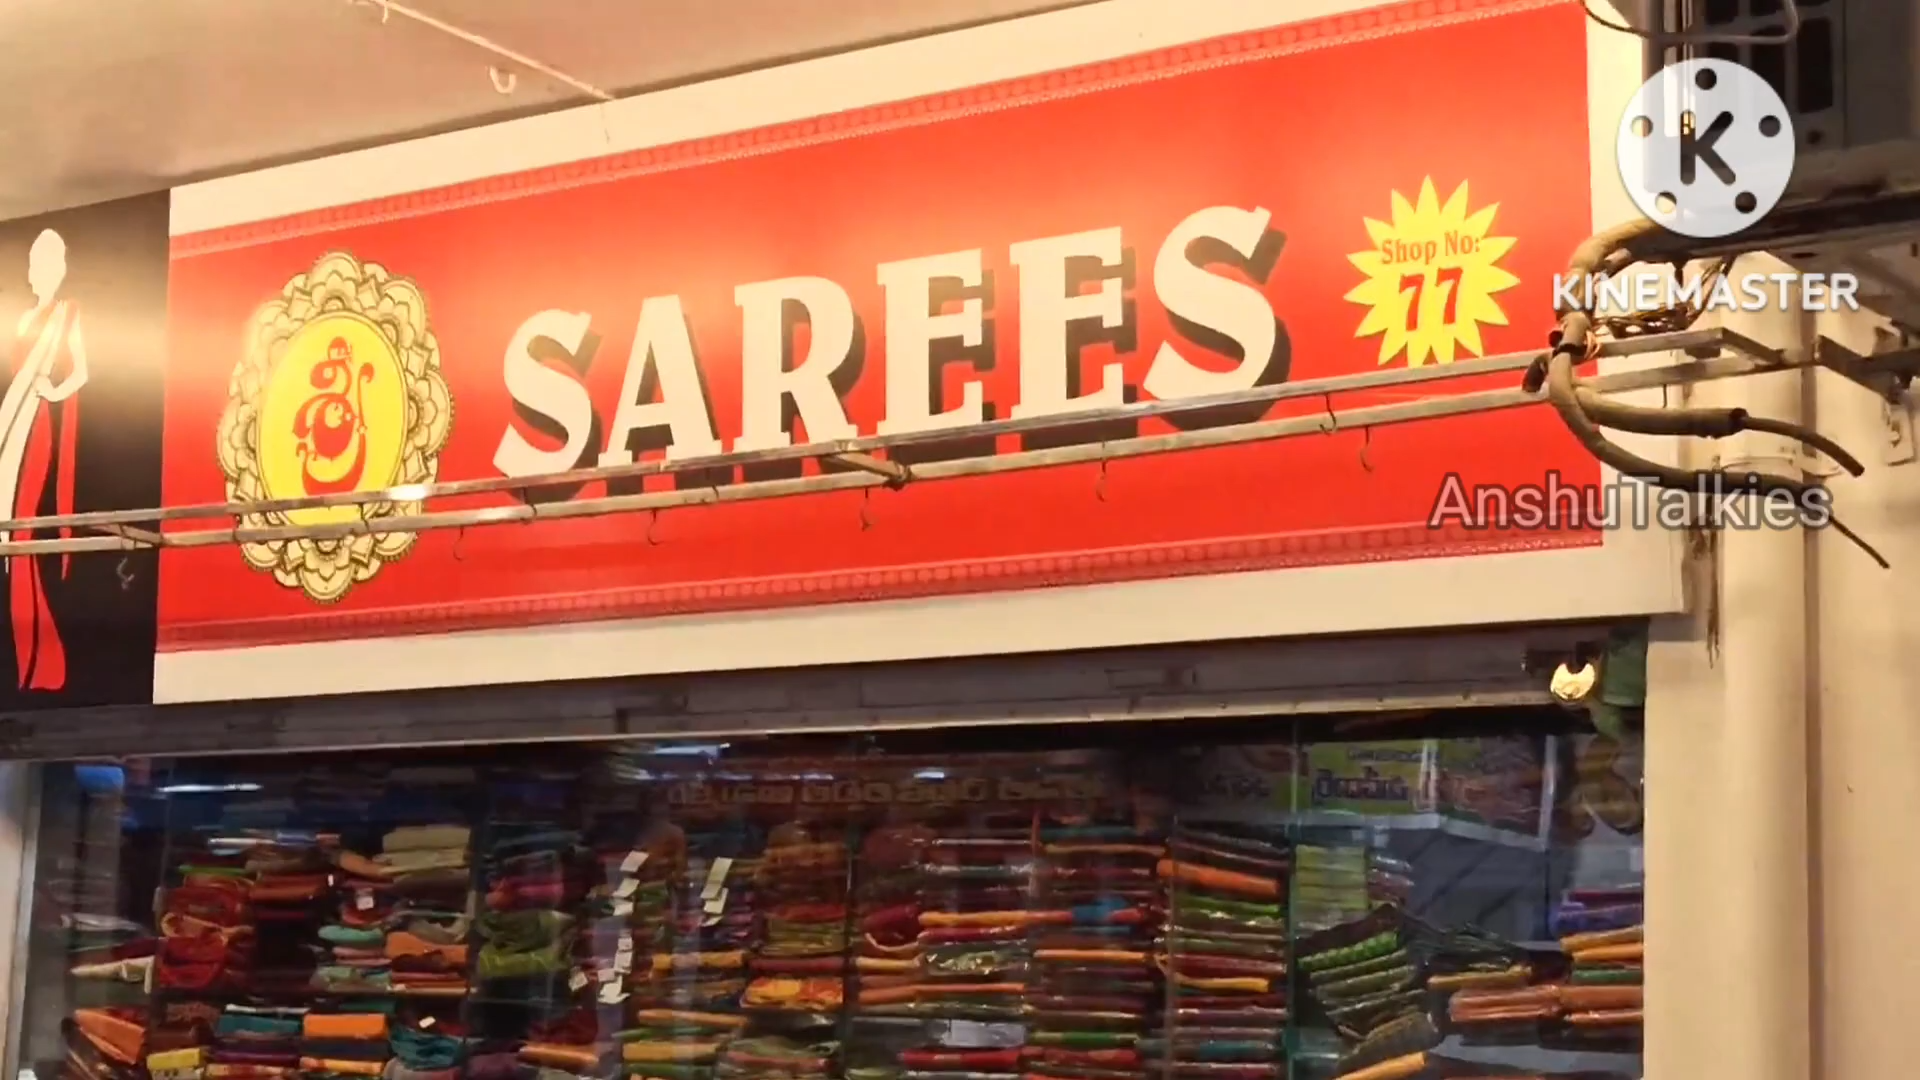 శ్రీ
SAREES
Shop No:
77
KINEMASTER
AnshuTalkies